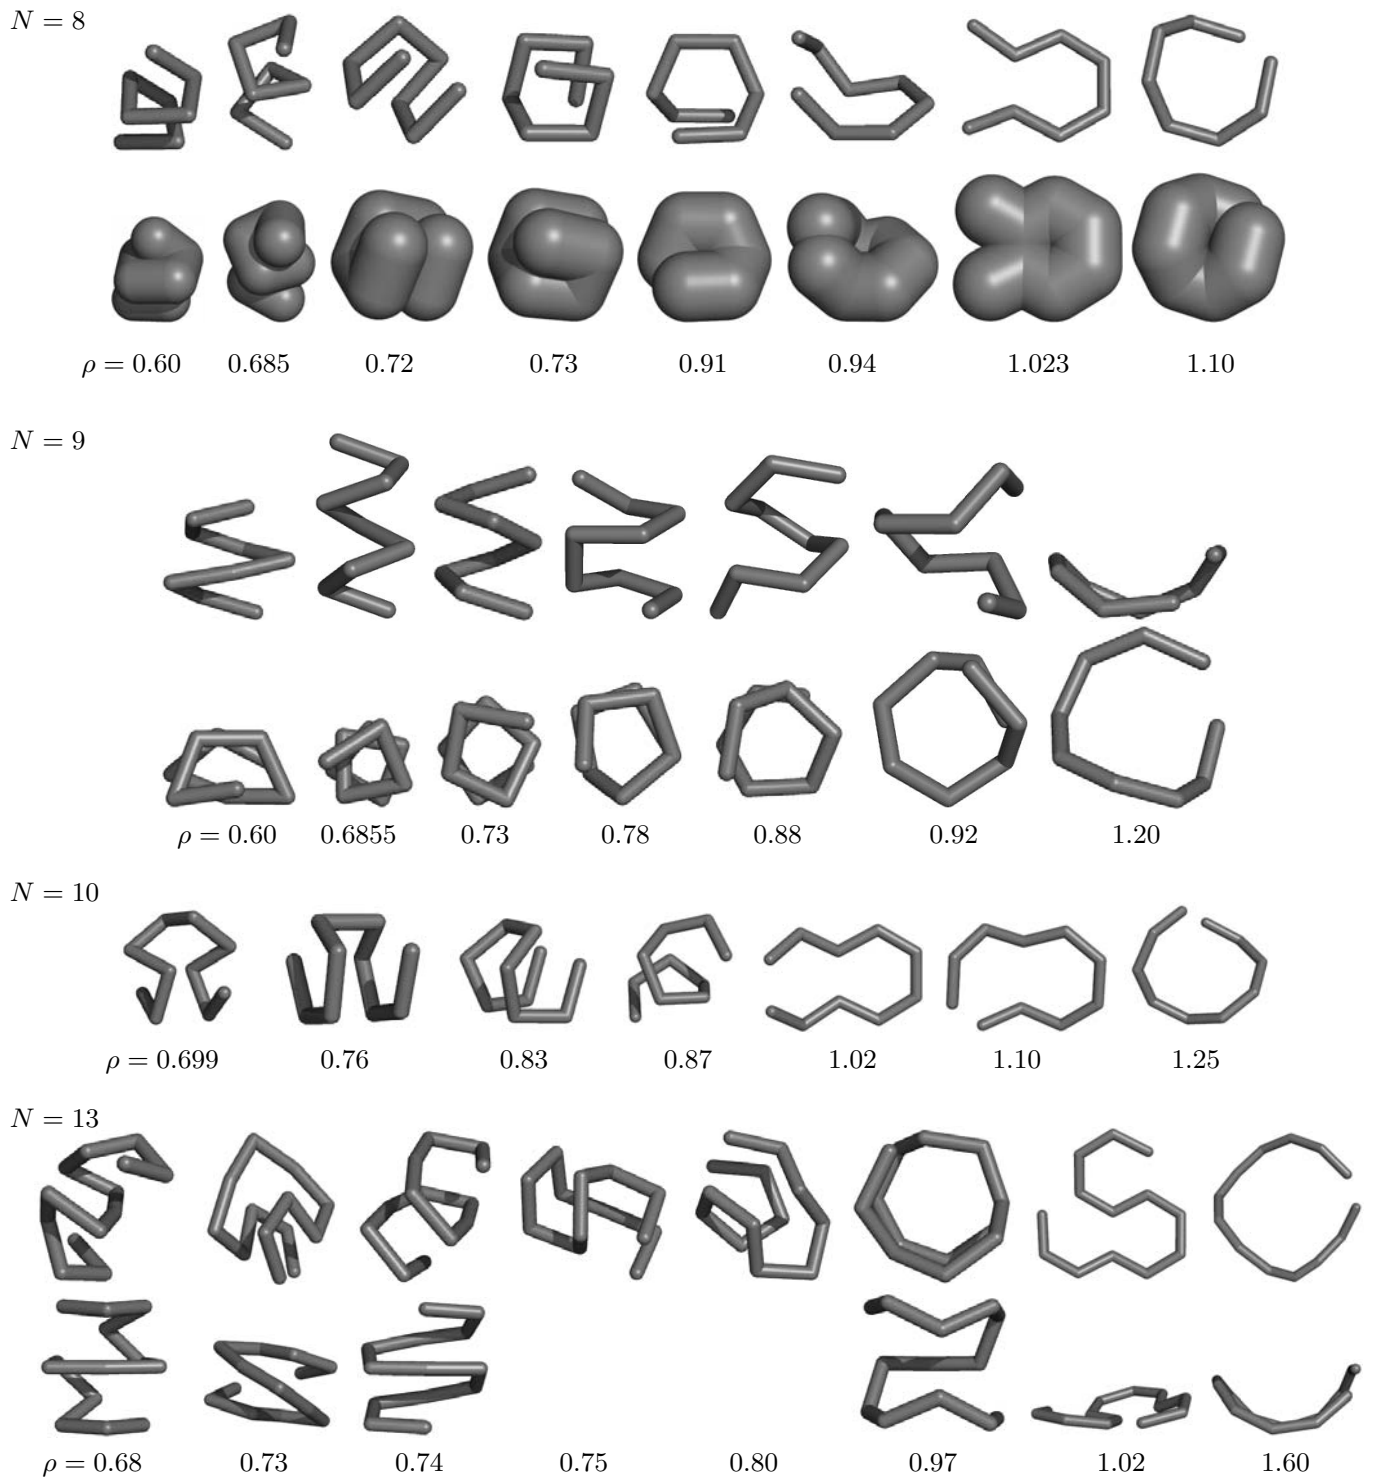 N = 8
ρ = 0.60 0.685 0.72 0.73 0.91 0.94 1.023 1.10
N = 9
ρ = 0.60 0.6855 0.73 0.78 0.88 0.92 1.20
N = 10
ρ = 0.699 0.76 0.83 0.87 1.02 1.10 1.25
N = 13
ρ = 0.68 0.73 0.74 0.75 0.80 0.97 1.02 1.60